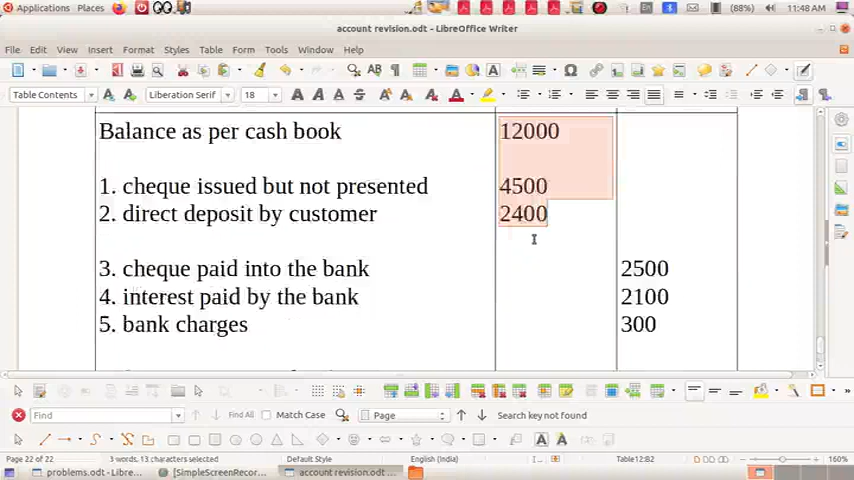 Applications Places (88%) 11:48 AM
account revision.odt - LibreOffice Writer
File Edit View Insert Format Styles Table Form Tools Window Help
Table Contents Liberation Serif 18
Balance as per cash book 12000
1. cheque issued but not presented 4500
2. direct deposit by customer 2400
3. cheque paid into the bank 2500
4. interest paid by the bank 2100
5. bank charges 300
Find Find All Match Case Page Search key not found
Page 22 of 22 3 words, 13 characters selected Default Style English (India) Table12:B2 160%
problems.odt - Libre... [SimpleScreenRecor... account revision.odt ...